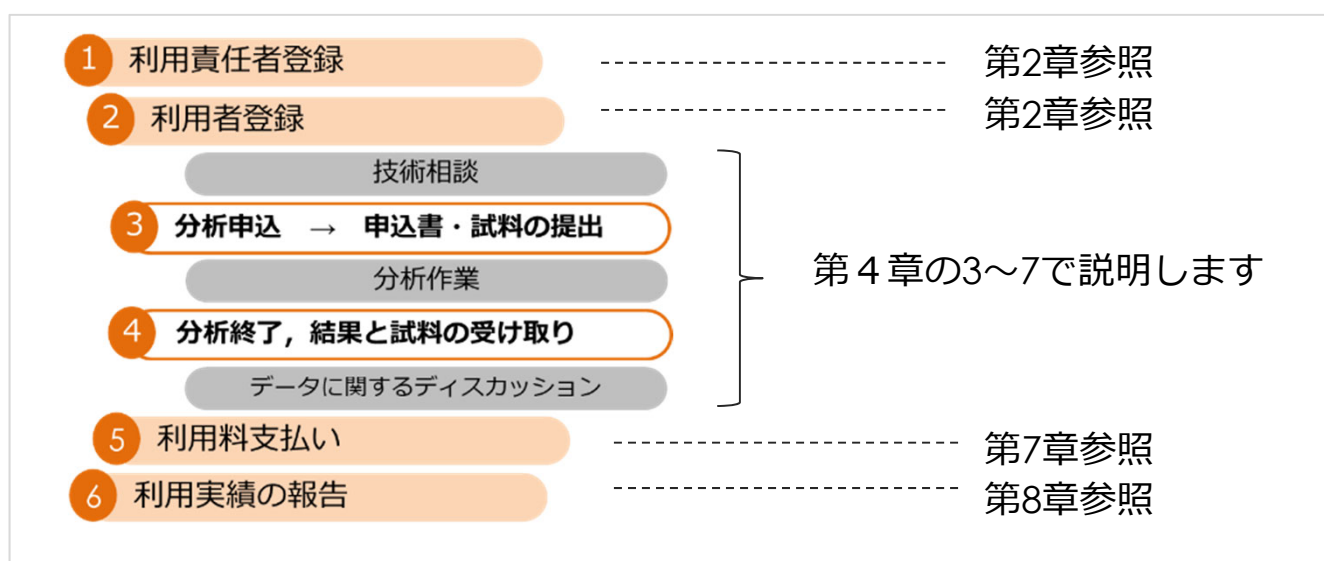 1 利用責任者登録 第2章参照
2 利用者登録 第2章参照
技術相談
3 分析申込 → 申込書・試料の提出
分析作業
第４章の3～7で説明します
4 分析終了，結果と試料の受け取り
データに関するディスカッション
5 利用料支払い 第7章参照
6 利用実績の報告 第8章参照